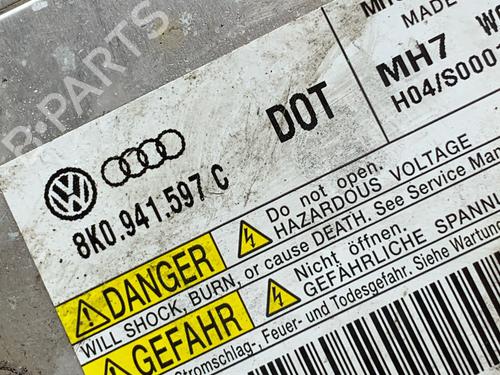 MADE
DOT
MH7
H04/S000
8K0.941.597 C
DANGER
Do not open.
HAZARDOUS VOLTAGE
WILL SHOCK, BURN, or cause DEATH. See Service Man
GEFAHR
Nicht öffnen.
GEFÄHRLICHE SPANN
Stromschlag-, Feuer- und Todesgefahr. Siehe Wartun